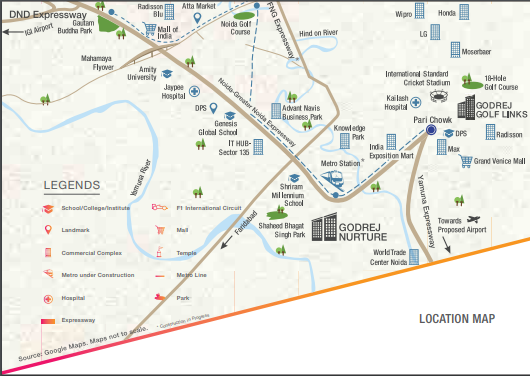 DND Expressway
IGI Airport
Gautam
Buddha Park
Radisson
Blu
Atta Market
Mall of
India
Noida Golf
Course
FNG Expressway
Hind on River
Wipro
Honda
LG
Moserbaer
Mahamaya
Flyover
Amity
University
Jaypee
Hospital
Noida-Greater Noida Expressway
International Standard
Cricket Stadium
18-Hole
Golf Course
Kailash
Hospital
GODREJ
GOLF LINKS
DPS
Genesis
Global School
Advant Navis
Business Park
Pari Chowk
DPS
Radisson
IT HUB-
Sector 135
Knowledge
Park
India
Exposition Mart
Max
Grand Venice Mall
Metro Station
Yamuna River
Shriram
Millennium
School
Yamuna Expressway
Shaheed Bhagat
Singh Park
Faridabad
GODREJ
NURTURE
Towards
Proposed Airport
World Trade
Center Noida
LEGENDS
School/College/Institute
F1 International Circuit
Landmark
Mall
Commercial Complex
Temple
Metro under Construction
Metro Line
Hospital
Park
Expressway
* Construction in Progress
Source: Google Maps. Maps not to scale.
LOCATION MAP